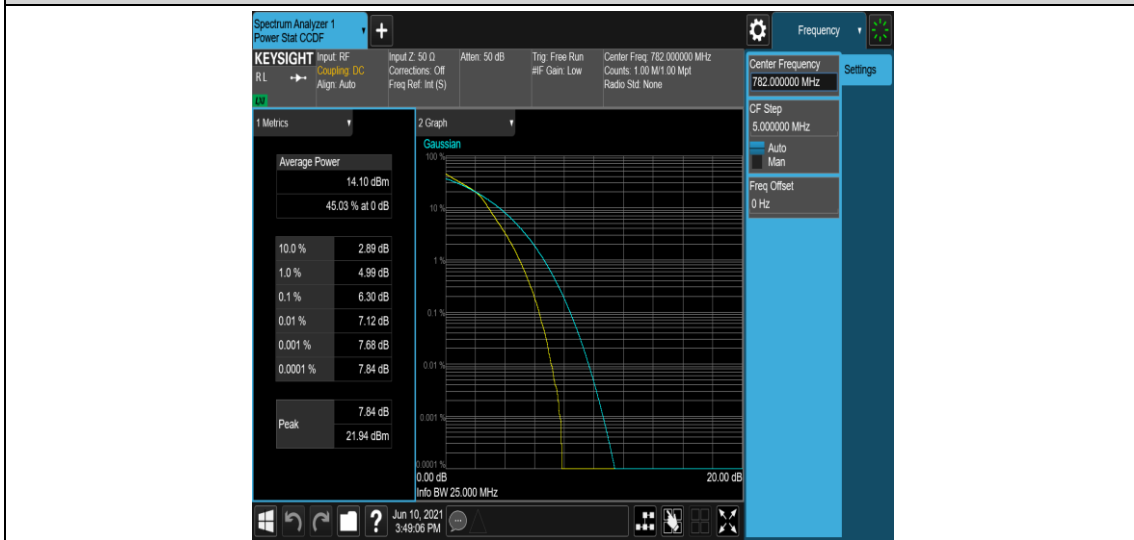 Spectrum Analyzer 1
Power Stat CCDF
+
Frequency
KEYSIGHT
RL
LXI
Input: RF
Coupling: DC
Align: Auto
Input Z: 50 Ω
Corrections: Off
Freq Ref: Int (S)
Atten: 50 dB
Trig: Free Run
#IF Gain: Low
Center Freq: 782.000000 MHz
Counts: 1.00 M/1.00 Mpt
Radio Std: None
Center Frequency
782.000000 MHz
Settings
CF Step
5.000000 MHz
Auto
Man
Freq Offset
0 Hz
1 Metrics
Average Power
14.10 dBm
45.03 % at 0 dB
10.0 % 2.89 dB
1.0 % 4.99 dB
0.1 % 6.30 dB
0.01 % 7.12 dB
0.001 % 7.68 dB
0.0001 % 7.84 dB
Peak
7.84 dB
21.94 dBm
2 Graph
Gaussian
100 %
10 %
1 %
0.1 %
0.01 %
0.001 %
0.0001 %
0.00 dB 20.00 dB
Info BW 25.000 MHz
?
Jun 10, 2021
3:49:06 PM